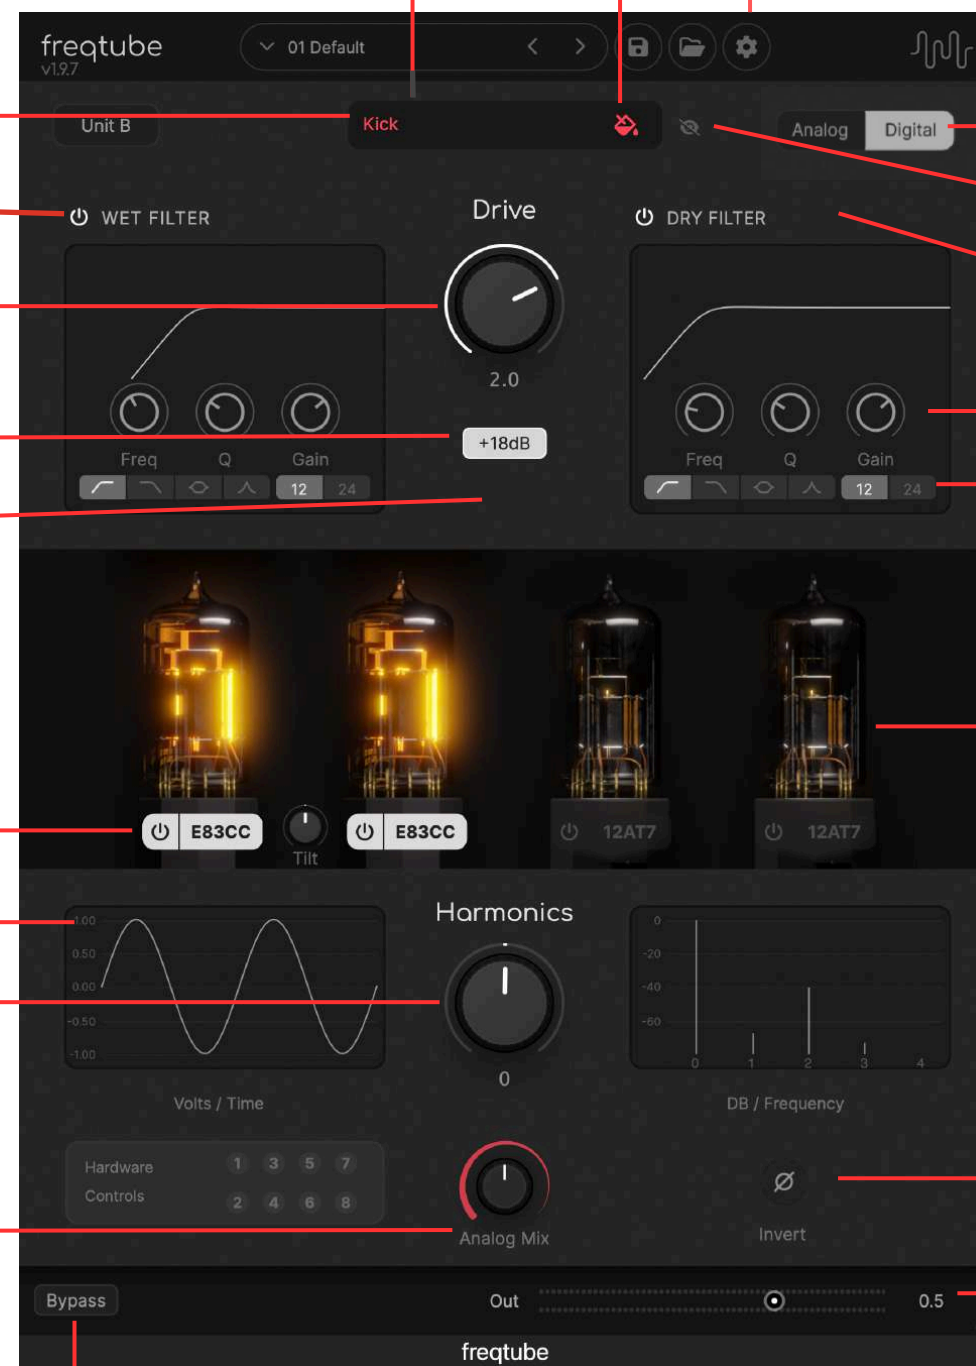 freqtube
v1.9.7
01 Default
Unit B
Kick
Analog
Digital
WET FILTER
Drive
DRY FILTER
2.0
+18dB
Freq
Q
Gain
12
24
Freq
Q
Gain
12
24
E83CC
Tilt
E83CC
12AT7
12AT7
Harmonics
1.00
0.50
0.00
-0.50
-1.00
Volts / Time
0
0
-20
-40
-60
0 1 2 3 4
DB / Frequency
Hardware
Controls
1 3 5 7
2 4 6 8
Analog Mix
Invert
Bypass
Out
0.5
freqtube